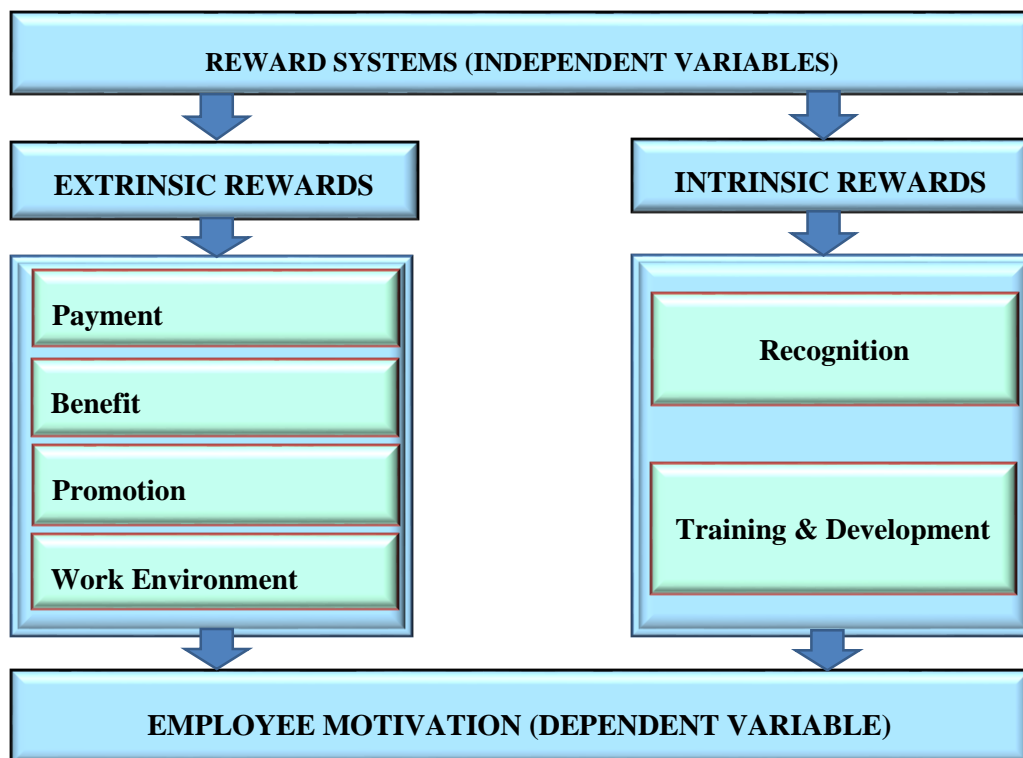 REWARD SYSTEMS (INDEPENDENT VARIABLES)
EXTRINSIC REWARDS
INTRINSIC REWARDS
Payment
Benefit
Promotion
Work Environment
Recognition
Training & Development
EMPLOYEE MOTIVATION (DEPENDENT VARIABLE)